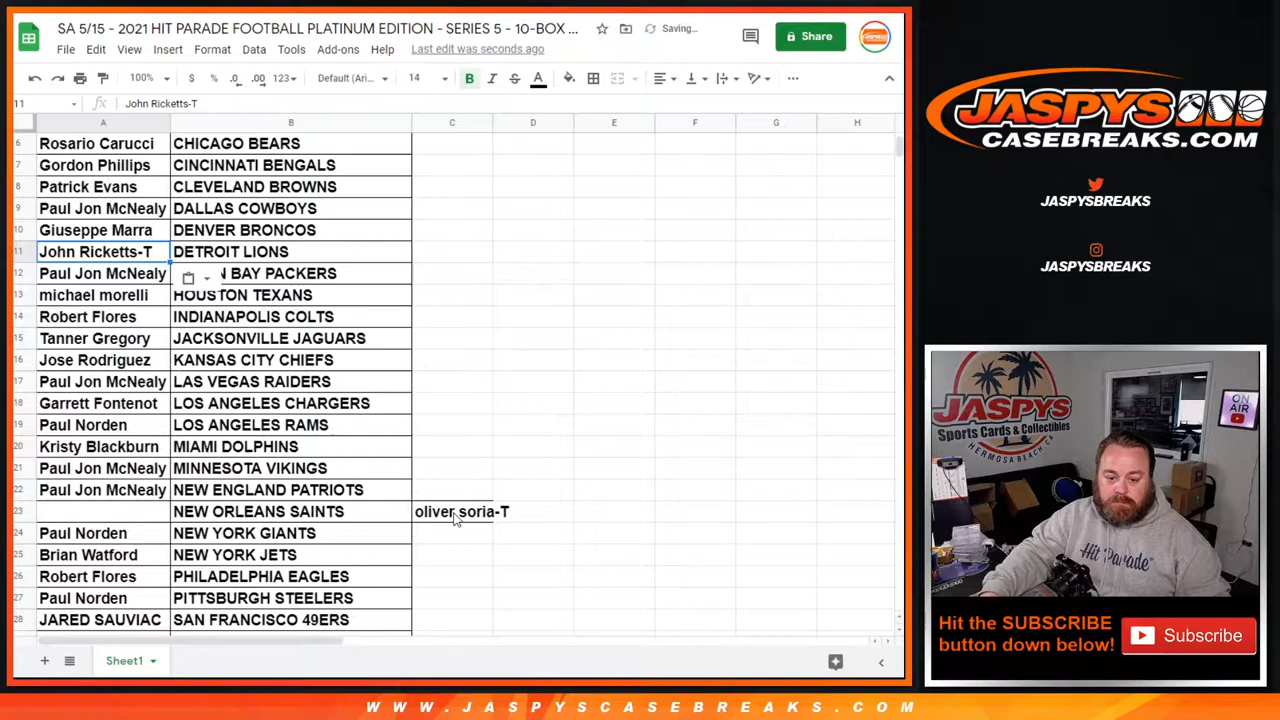 SA 5/15 - 2021 HIT PARADE FOOTBALL PLATINUM EDITION - SERIES 5 - 10-BOX ...
Saving...
Share
File Edit View Insert Format Data Tools Add-ons Help Last edit was seconds ago
100% $ % .0 .00 123 Default (Ari... 14 B I S A
11 fx John Ricketts-T
A B C D E F G H
6 Rosario Carucci CHICAGO BEARS
7 Gordon Phillips CINCINNATI BENGALS
8 Patrick Evans CLEVELAND BROWNS
9 Paul Jon McNealy DALLAS COWBOYS
10 Giuseppe Marra DENVER BRONCOS
11 John Ricketts-T DETROIT LIONS
12 Paul Jon McNealy BAY PACKERS
13 michael morelli HOUSTON TEXANS
14 Robert Flores INDIANAPOLIS COLTS
15 Tanner Gregory JACKSONVILLE JAGUARS
16 Jose Rodriguez KANSAS CITY CHIEFS
17 Paul Jon McNealy LAS VEGAS RAIDERS
18 Garrett Fontenot LOS ANGELES CHARGERS
19 Paul Norden LOS ANGELES RAMS
20 Kristy Blackburn MIAMI DOLPHINS
21 Paul Jon McNealy MINNESOTA VIKINGS
22 Paul Jon McNealy NEW ENGLAND PATRIOTS
23 NEW ORLEANS SAINTS oliver soria-T
24 Paul Norden NEW YORK GIANTS
25 Brian Watford NEW YORK JETS
26 Robert Flores PHILADELPHIA EAGLES
27 Paul Norden PITTSBURGH STEELERS
28 JARED SAUVIAC SAN FRANCISCO 49ERS
Sheet1
JASPYS
CASEBREAKS.COM
JASPYSBREAKS
JASPYSBREAKS
JASPYS
Sports Cards & Collectibles
HERMOSA BEACH, CA
ON
AIR
Hit Parade
Hit the SUBSCRIBE
button down below!
Subscribe
WWW.JASPYSCASEBREAKS.COM